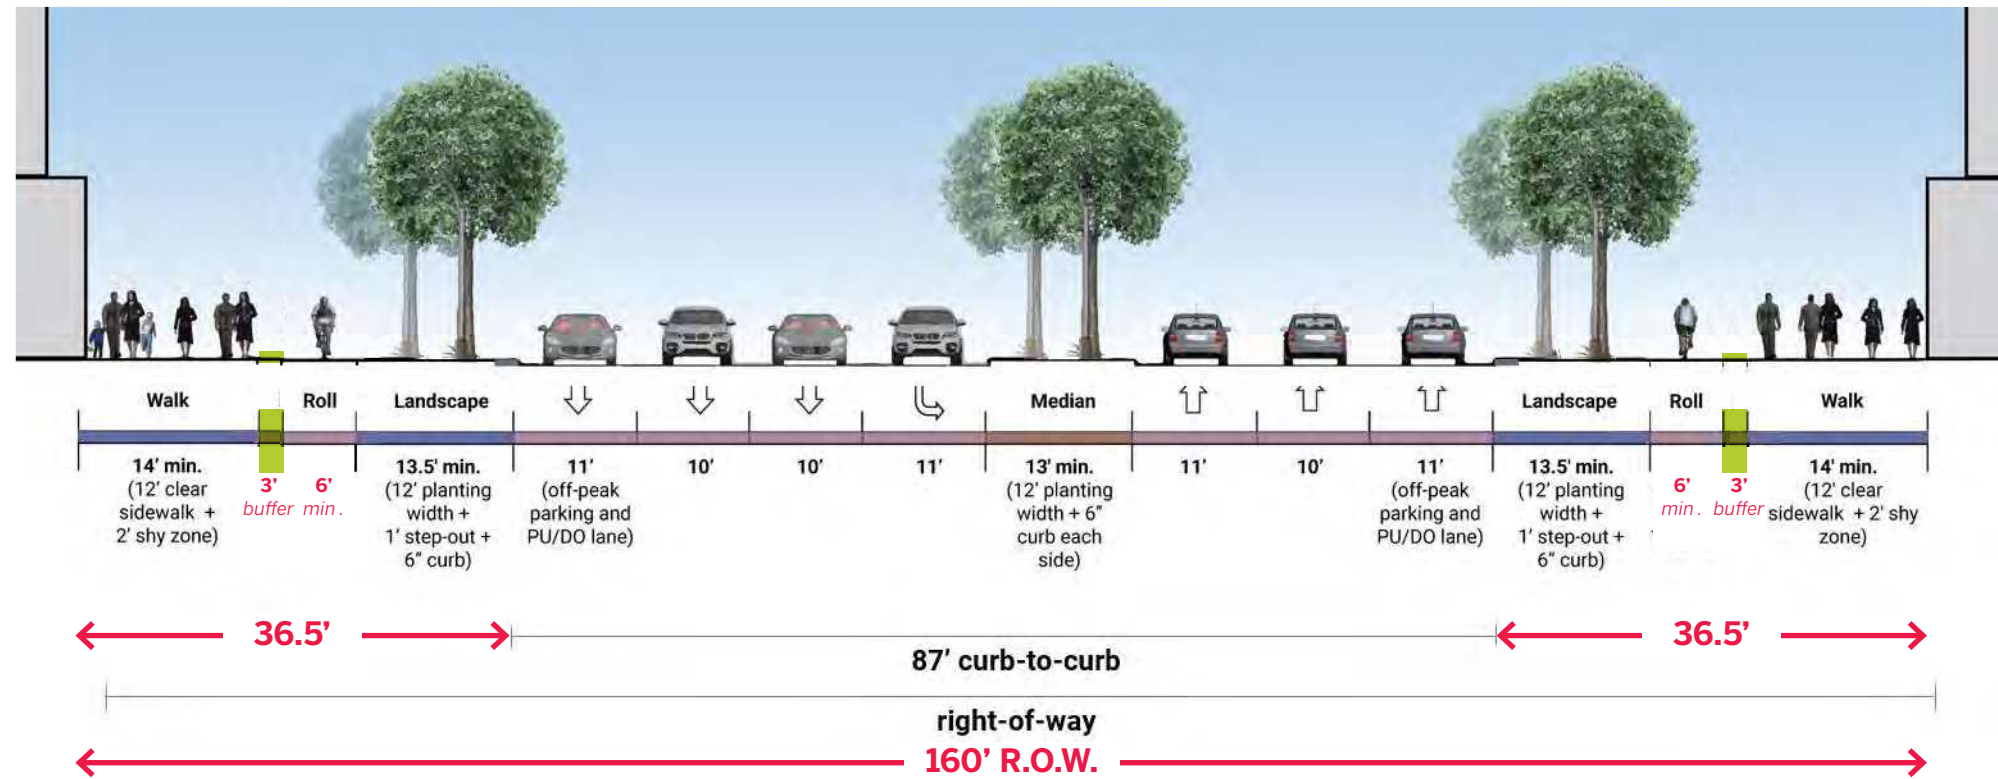 Walk
Roll
Landscape
Median
Landscape
Roll
Walk
14' min.
(12' clear
sidewalk +
2' shy zone)
3'
buffer
6'
min.
13.5' min.
(12' planting
width +
1' step-out +
6" curb)
11'
(off-peak
parking and
PU/DO lane)
10'
10'
11'
13' min.
(12' planting
width + 6"
curb each
side)
11'
10'
11'
(off-peak
parking and
PU/DO lane)
13.5' min.
(12' planting
width +
1' step-out +
6" curb)
6'
min.
3'
buffer
14' min.
(12' clear
sidewalk + 2' shy
zone)
36.5'
87' curb-to-curb
36.5'
right-of-way
160' R.O.W.